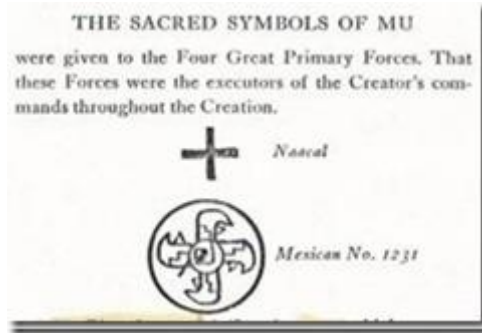 THE SACRED SYMBOLS OF MU
were given to the Four Great Primary Forces. That
these Forces were the executors of the Creator's com-
mands throughout the Creation.
Naacal
Mexican No. 1231